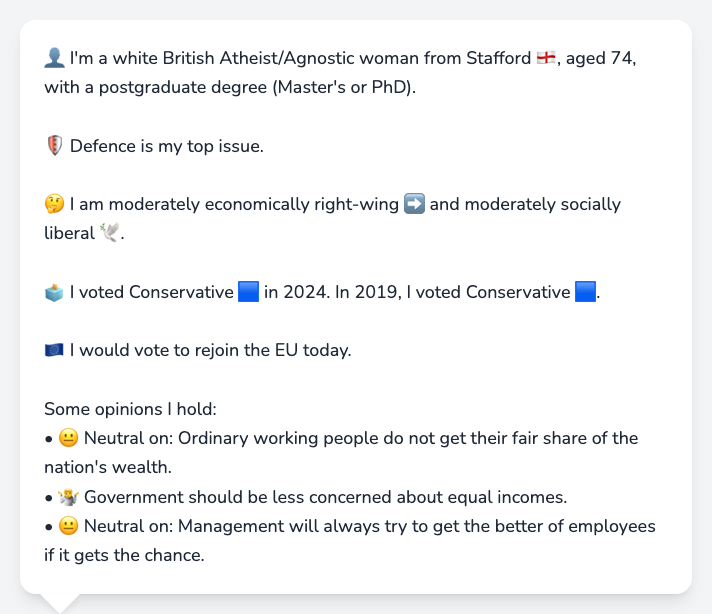 👤 I'm a white British Atheist/Agnostic woman from Stafford 🏴󠁧󠁢󠁥󠁮󠁧󠁿, aged 74,
with a postgraduate degree (Master's or PhD).
🛡️ Defence is my top issue.
🤔 I am moderately economically right-wing ➡️ and moderately socially
liberal 🕊️.
🗳️ I voted Conservative 🟦 in 2024. In 2019, I voted Conservative 🟦.
🇪🇺 I would vote to rejoin the EU today.
Some opinions I hold:
• 😐 Neutral on: Ordinary working people do not get their fair share of the
nation's wealth.
• 🤷 Government should be less concerned about equal incomes.
• 😐 Neutral on: Management will always try to get the better of employees
if it gets the chance.